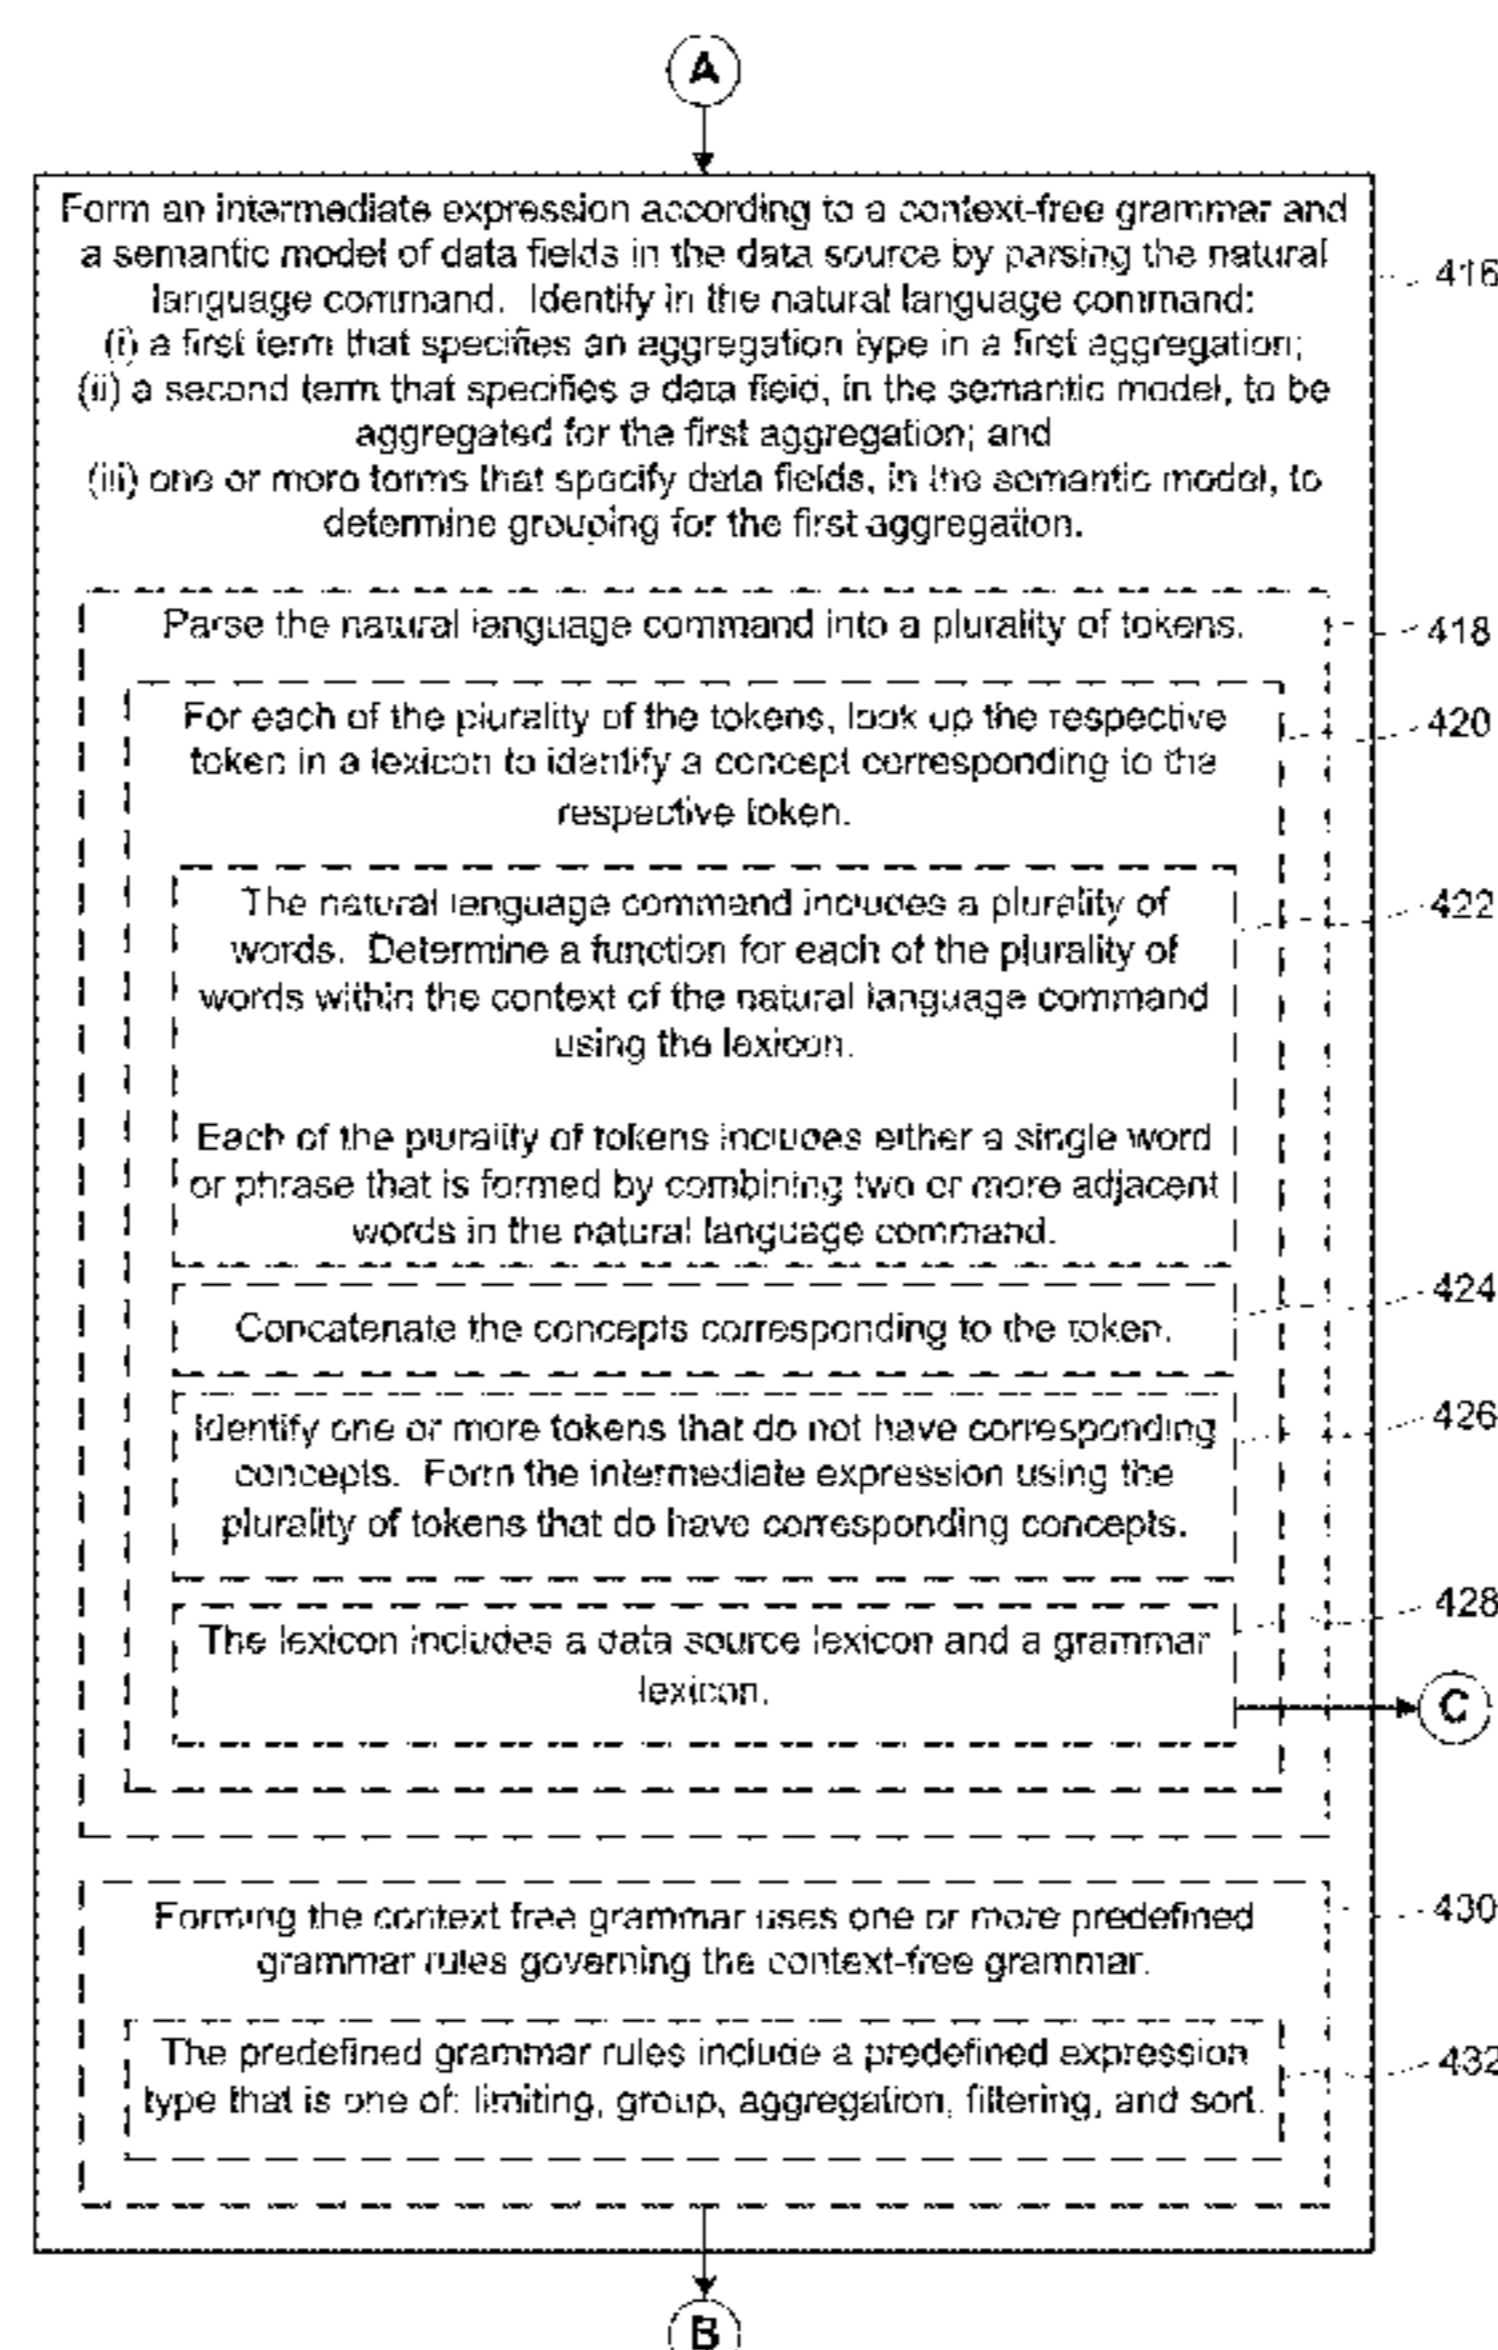 A
Form an intermediate expression according to a context-free grammar and
a semantic model of data fields in the data source by parsing the natural
language command. Identify in the natural language command:
416
(i) a first term that specifies an aggregation type in a first aggregation;
(ii) a second term that specifies a data field, in the semantic model, to be
aggregated for the first aggregation; and
(iii) one or more terms that specify data fields, in the semantic model, to
determine grouping for the first aggregation.
Parse the natural language command into a plurality of tokens.
418
For each of the plurality of the tokens, look up the respective
420
token in a lexicon to identify a concept corresponding to the
respective token.
The natural language command includes a plurality of
422
words. Determine a function for each of the plurality of
words within the context of the natural language command
using the lexicon.
Each of the plurality of tokens includes either a single word
or phrase that is formed by combining two or more adjacent
words in the natural language command.
424
Concatenate the concepts corresponding to the token.
Identify one or more tokens that do not have corresponding
426
concepts. Form the intermediate expression using the
plurality of tokens that do have corresponding concepts.
428
The lexicon includes a data source lexicon and a grammar
lexicon.
C
Forming the context free grammar uses one or more predefined
430
grammar rules governing the context-free grammar.
The predefined grammar rules include a predefined expression
432
type that is one of: limiting, group, aggregation, filtering, and sort.
B